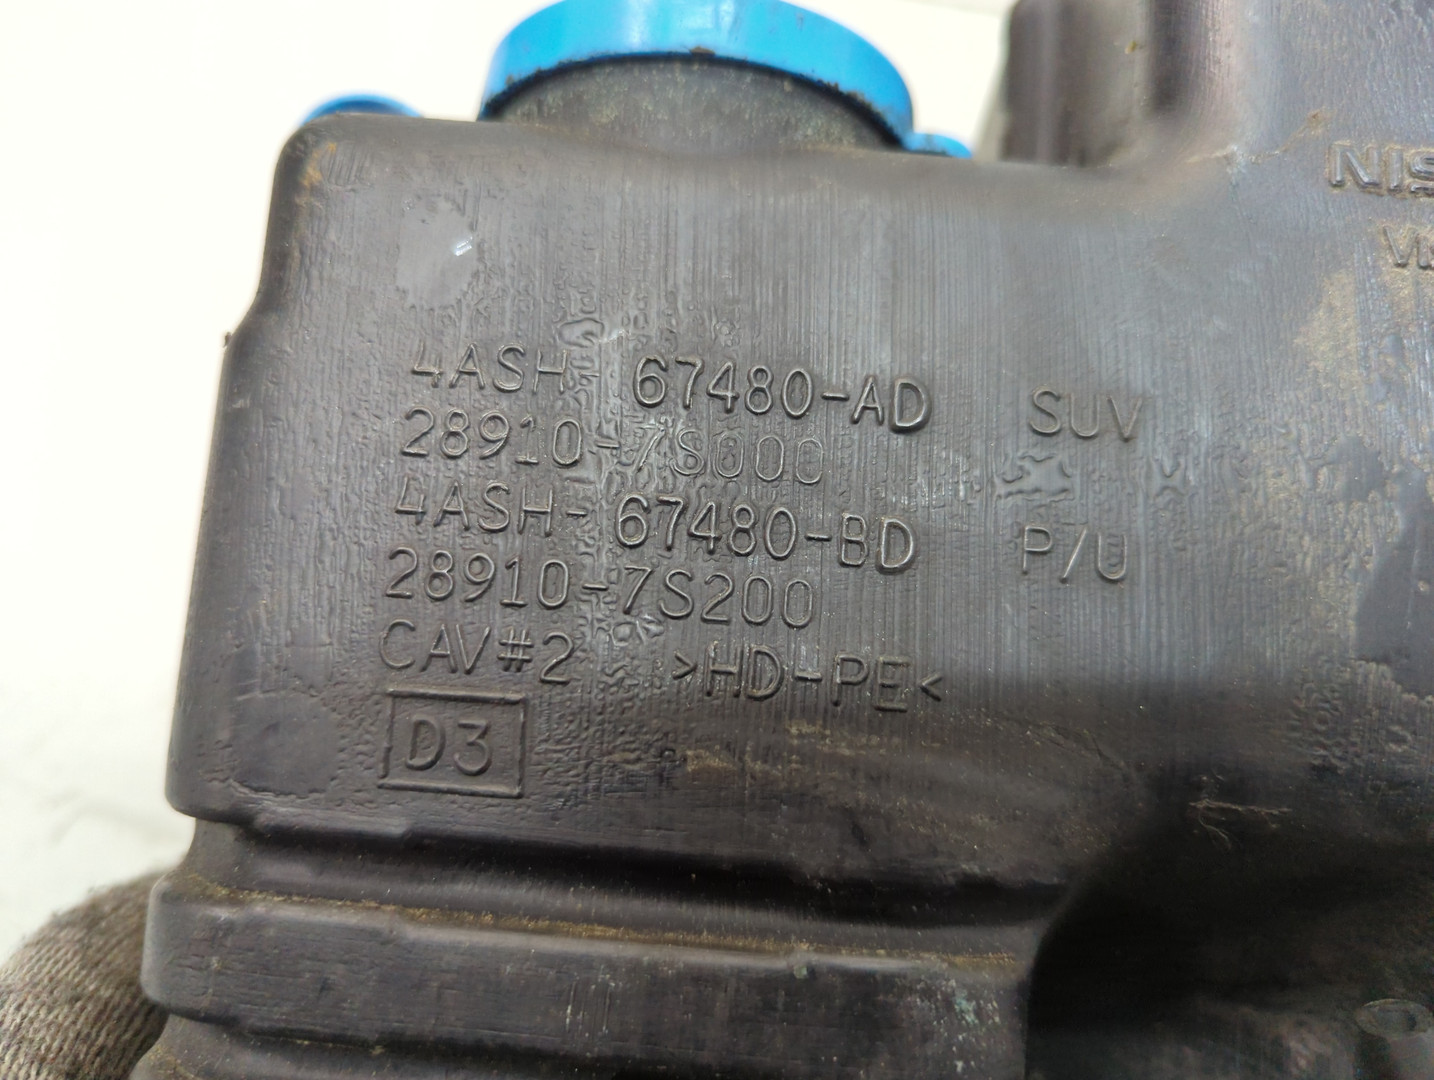 4ASH- 67480-AD SUV
28910-7S000
4ASH- 67480-BD P/U
28910-7S200
CAV#2 >HD-PE<
D3